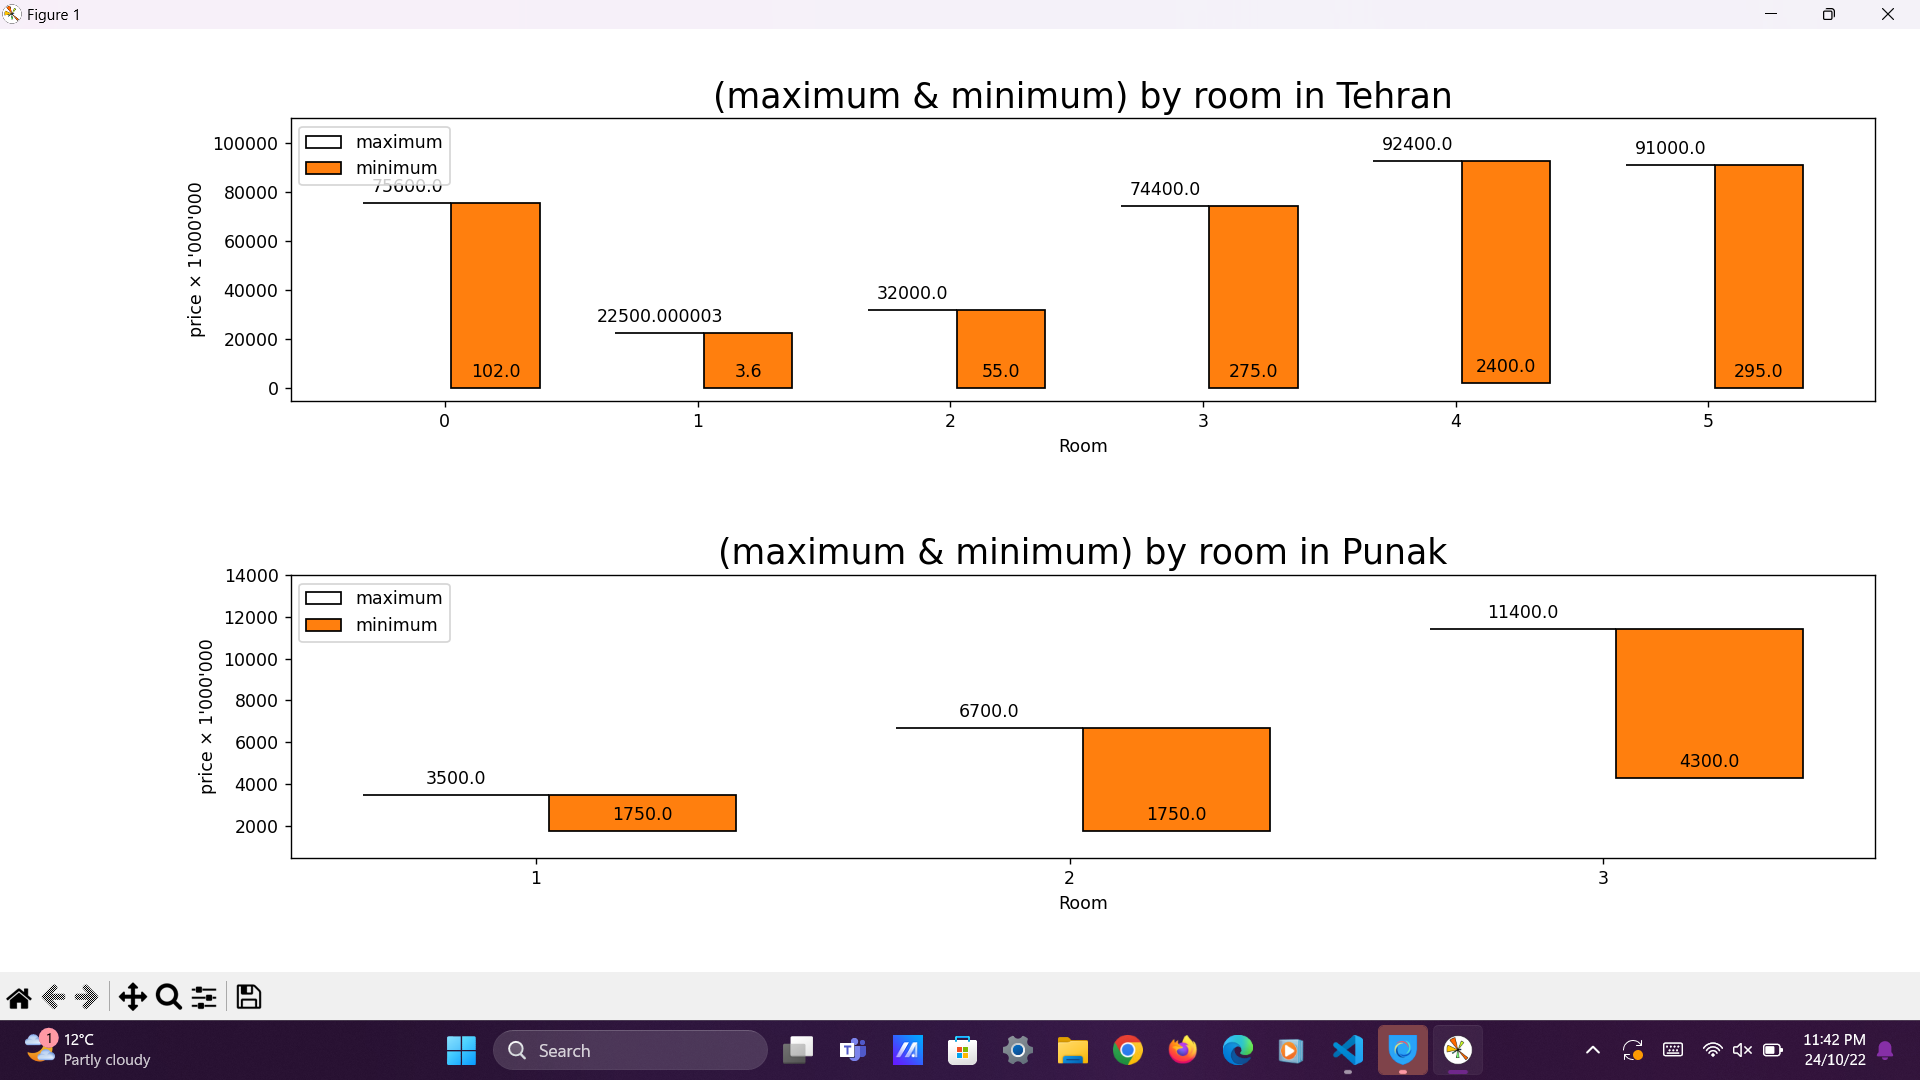 Figure 1
(maximum & minimum) by room in Tehran
maximum
minimum
price × 1'000'000
100000
80000
60000
40000
20000
0
75600.0
22500.000003
32000.0
74400.0
92400.0
91000.0
102.0
3.6
55.0
275.0
2400.0
295.0
0 1 2 3 4 5
Room
(maximum & minimum) by room in Punak
maximum
minimum
price × 1'000'000
14000
12000
10000
8000
6000
4000
2000
3500.0
6700.0
11400.0
1750.0
1750.0
4300.0
1 2 3
Room
1
12°C
Partly cloudy
Search
11:42 PM
24/10/22